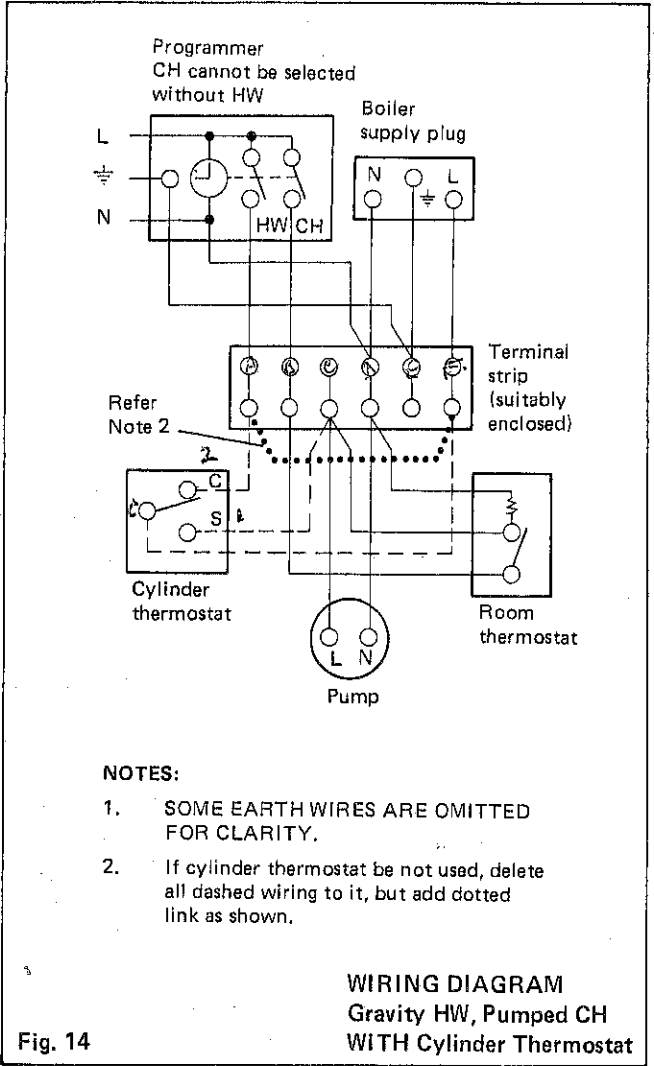 Programmer
CH cannot be selected
without HW
Boiler
supply plug
L
N
HW CH
N L
Terminal
strip
(suitably
enclosed)
Refer
Note 2
2
C
S
Cylinder
thermostat
Room
thermostat
L N
Pump
NOTES:
1. SOME EARTH WIRES ARE OMITTED
FOR CLARITY.
2. If cylinder thermostat be not used, delete
all dashed wiring to it, but add dotted
link as shown.
WIRING DIAGRAM
Gravity HW, Pumped CH
Fig. 14 WITH Cylinder Thermostat